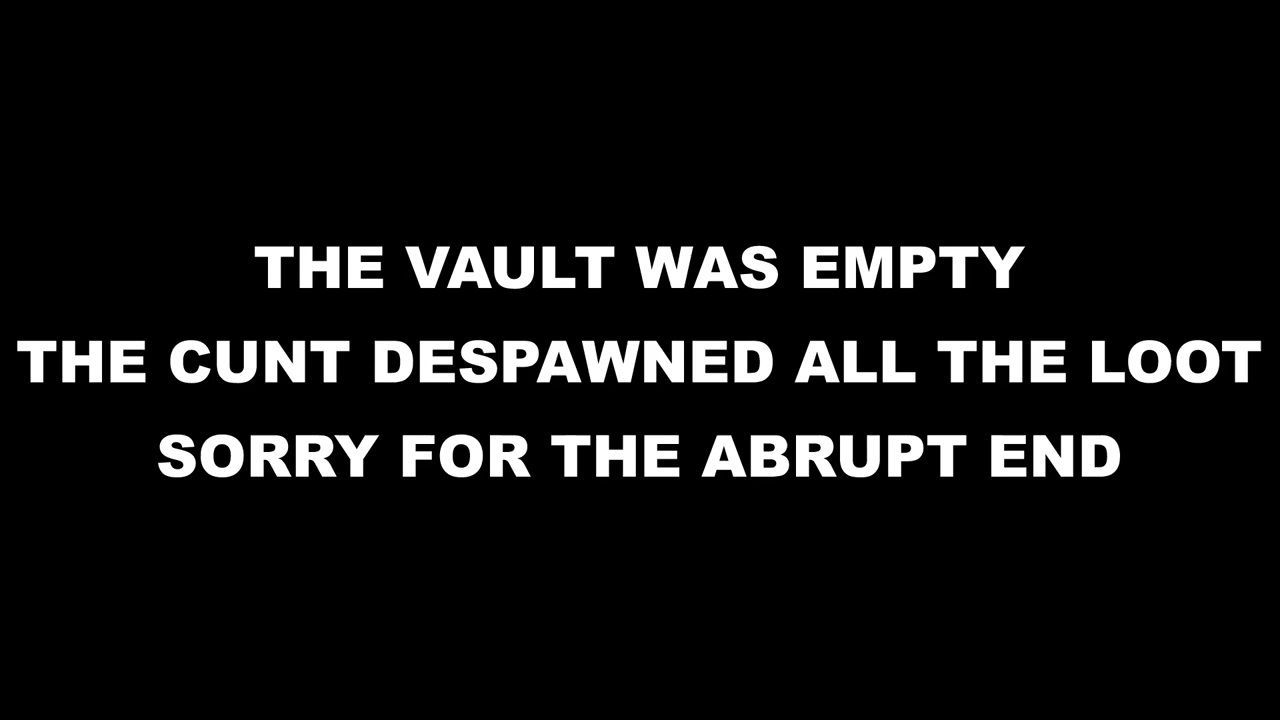 THE VAULT WAS EMPTY
THE CUNT DESPAWNED ALL THE LOOT
SORRY FOR THE ABRUPT END